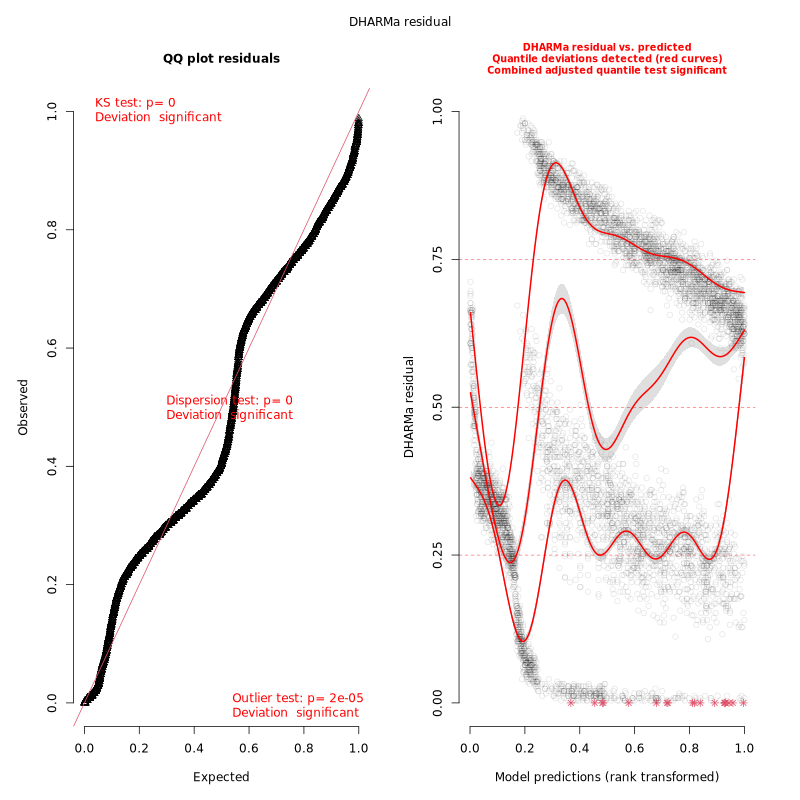 DHARMa residual
QQ plot residuals
KS test: p= 0
Deviation  significant
Dispersion test: p= 0
Deviation  significant
Outlier test: p= 2e-05
Deviation  significant
Observed
0.0
0.2
0.4
0.6
0.8
1.0
0.0
0.2
0.4
0.6
0.8
1.0
Expected
DHARMa residual vs. predicted
Quantile deviations detected (red curves)
Combined adjusted quantile test significant
DHARMa residual
0.00
0.25
0.50
0.75
1.00
0.0
0.2
0.4
0.6
0.8
1.0
Model predictions (rank transformed)